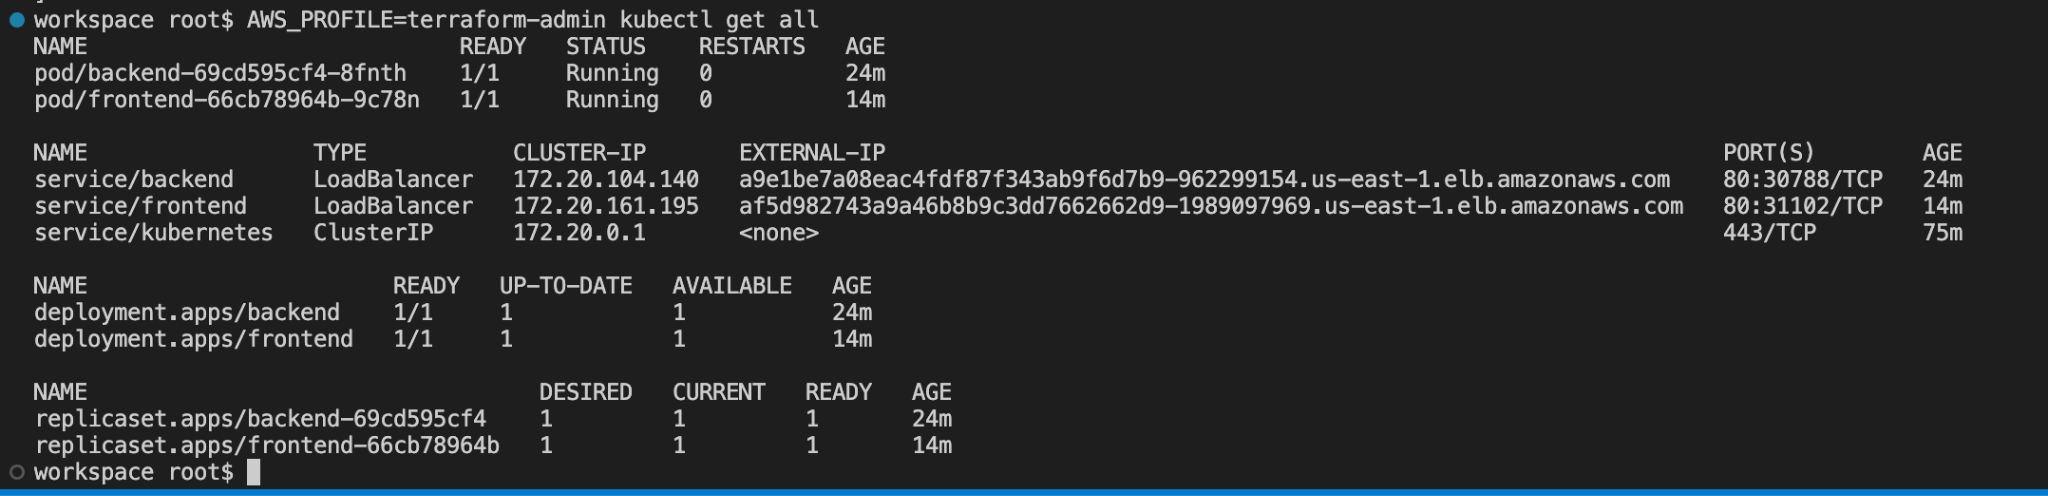 workspace root$ AWS_PROFILE=terraform-admin kubectl get all
NAME                            READY   STATUS    RESTARTS   AGE
pod/backend-69cd595cf4-8fnth    1/1     Running   0          24m
pod/frontend-66cb78964b-9c78n   1/1     Running   0          14m
NAME                 TYPE           CLUSTER-IP       EXTERNAL-IP                                                               PORT(S)        AGE
service/backend      LoadBalancer   172.20.104.140   a9e1be7a08eac4fdf87f343ab9f6d7b9-962299154.us-east-1.elb.amazonaws.com    80:30788/TCP   24m
service/frontend     LoadBalancer   172.20.161.195   af5d982743a9a46b8b9c3dd7662662d9-1989097969.us-east-1.elb.amazonaws.com   80:31102/TCP   14m
service/kubernetes   ClusterIP      172.20.0.1       <none>                                                                    443/TCP        75m
NAME                       READY   UP-TO-DATE   AVAILABLE   AGE
deployment.apps/backend    1/1     1            1           24m
deployment.apps/frontend   1/1     1            1           14m
NAME                                  DESIRED   CURRENT   READY   AGE
replicaset.apps/backend-69cd595cf4    1         1         1       24m
replicaset.apps/frontend-66cb78964b   1         1         1       14m
workspace root$